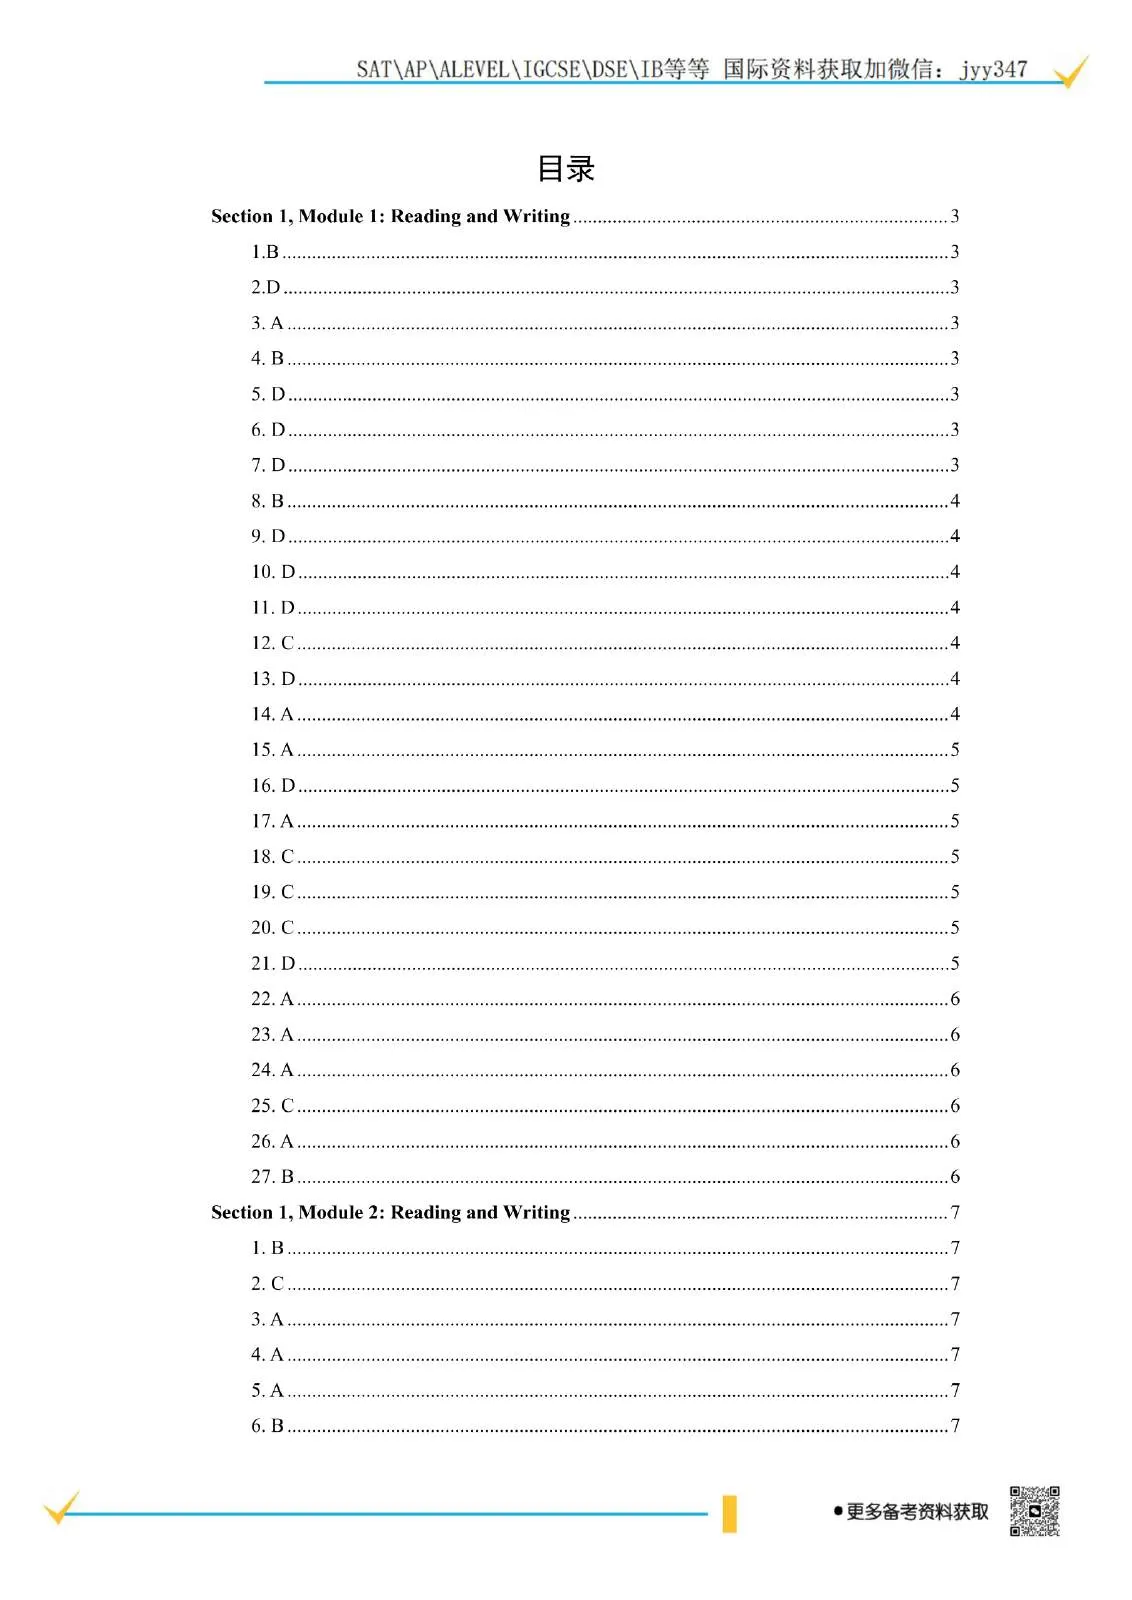 SAT\AP\ALEVEL\IGCSE\DSE\IB等等 国际资料获取加微信：jyy347
目录
Section 1, Module 1: Reading and Writing 3
1.B 3
2.D 3
3. A 3
4. B 3
5. D 3
6. D 3
7. D 3
8. B 4
9. D 4
10. D 4
11. D 4
12. C 4
13. D 4
14. A 4
15. A 5
16. D 5
17. A 5
18. C 5
19. C 5
20. C 5
21. D 5
22. A 6
23. A 6
24. A 6
25. C 6
26. A 6
27. B 6
Section 1, Module 2: Reading and Writing 7
1. B 7
2. C 7
3. A 7
4. A 7
5. A 7
6. B 7
•更多备考资料获取